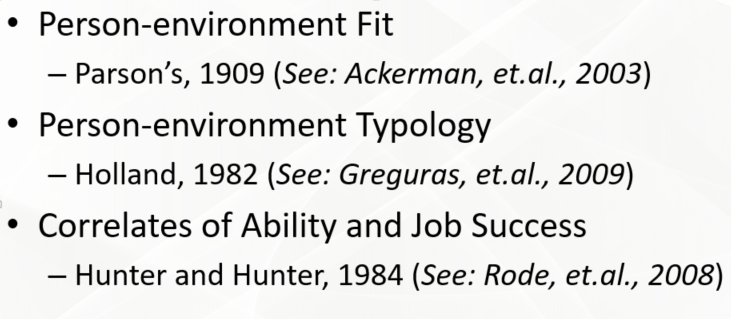 • Person-environment Fit
– Parson's, 1909 (See: Ackerman, et.al., 2003)
• Person-environment Typology
– Holland, 1982 (See: Greguras, et.al., 2009)
• Correlates of Ability and Job Success
– Hunter and Hunter, 1984 (See: Rode, et.al., 2008)